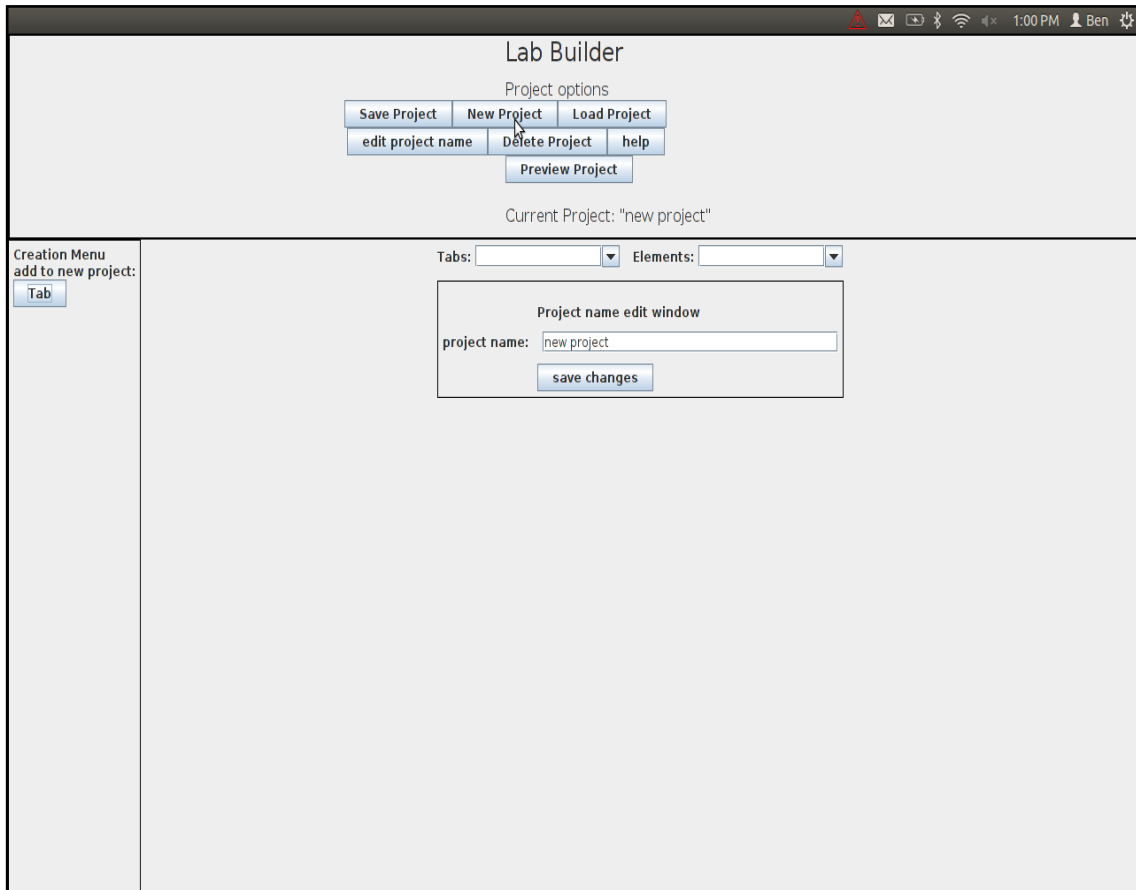 1:00 PM Ben
Lab Builder
Project options
Save Project New Project Load Project
edit project name Delete Project help
Preview Project
Current Project: "new project"
Creation Menu
add to new project:
Tab
Tabs: Elements:
Project name edit window
project name: new project
save changes